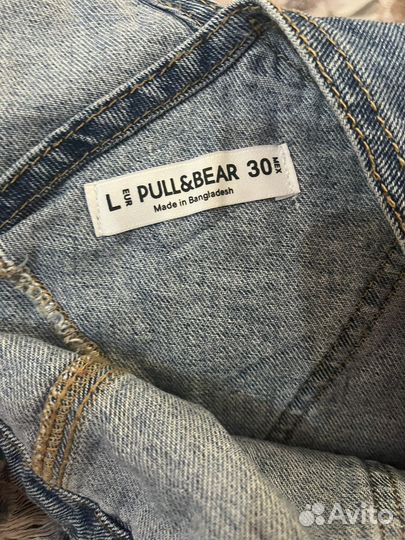 L EUR PULL&BEAR 30 MEX
Made in Bangladesh
Avito